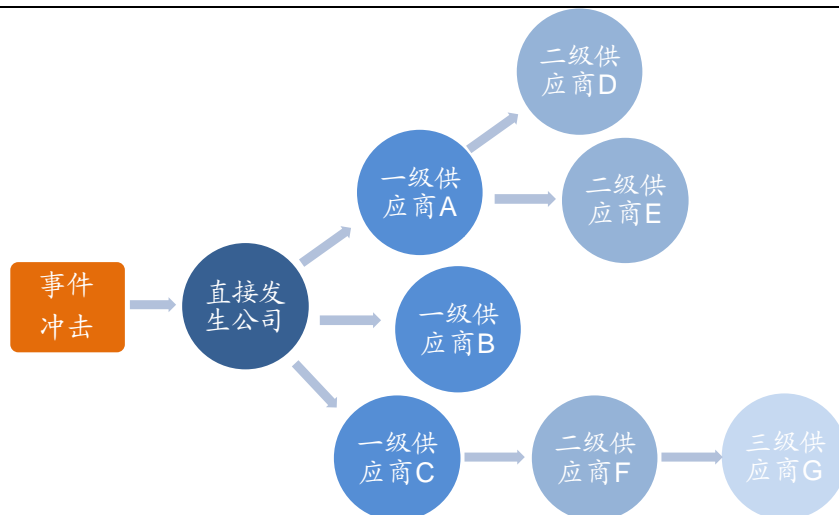 二级供
应商D
一级供
应商A
二级供
应商E
事件
冲击
直接发
生公司
一级供
应商B
一级供
应商C
二级供
应商F
三级供
应商G